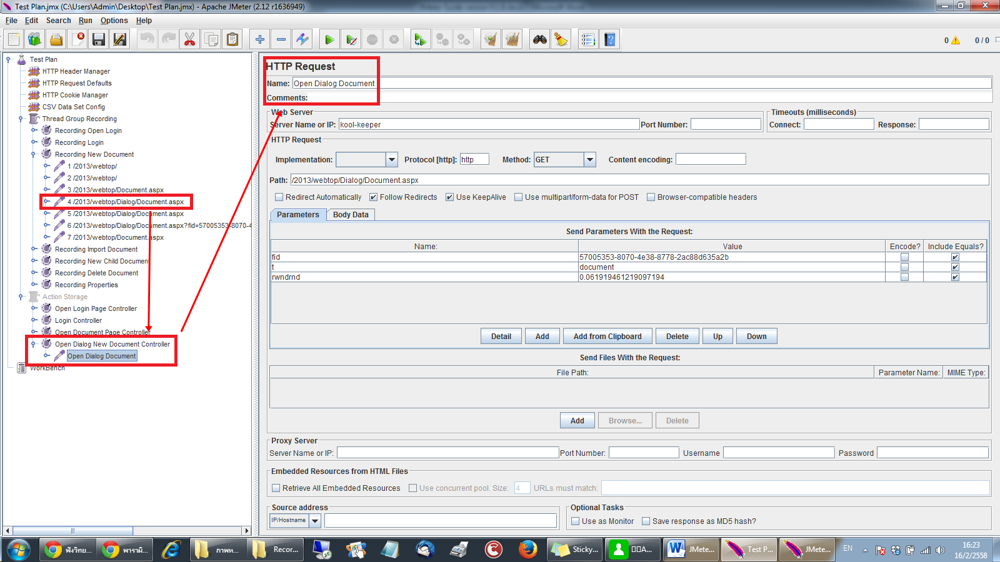 Test Plan.jmx (C:\Users\Admin\Desktop\Test Plan.jmx) - Apache JMeter (2.12 r1636949)
File Edit Search Run Options Help
0 0 / 0
Test Plan
HTTP Header Manager
HTTP Request Defaults
HTTP Cookie Manager
CSV Data Set Config
Thread Group Recording
Recording Open Login
Recording Login
Recording New Document
1 /2013/webtop/
2 /2013/webtop/
3 /2013/webtop/Document.aspx
4 /2013/webtop/Dialog/Document.aspx
5 /2013/webtop/Dialog/Document.aspx
6 /2013/webtop/Dialog/Document.aspx?fid=57005353-8070-4
7 /2013/webtop/Document.aspx
Recording Import Document
Recording New Child Document
Recording Delete Document
Recording Properties
Action Storage
Open Login Page Controller
Login Controller
Open Document Page Controller
Open Dialog New Document Controller
Open Dialog Document
WorkBench
HTTP Request
Name: Open Dialog Document
Comments:
Web Server
Server Name or IP: kool-keeper Port Number:
Timeouts (milliseconds)
Connect: Response:
HTTP Request
Implementation: Protocol [http]: http Method: GET Content encoding:
Path: /2013/webtop/Dialog/Document.aspx
Redirect Automatically Follow Redirects Use KeepAlive Use multipart/form-data for POST Browser-compatible headers
Parameters Body Data
Send Parameters With the Request:
Name: Value Encode? Include Equals?
fid 57005353-8070-4e38-8778-2ac88d635a2b
t document
rwndrnd 0.061919461219097194
Detail Add Add from Clipboard Delete Up Down
Send Files With the Request:
File Path: Parameter Name: MIME Type:
Add Browse... Delete
Proxy Server
Server Name or IP: Port Number: Username Password
Embedded Resources from HTML Files
Retrieve All Embedded Resources Use concurrent pool. Size: 4 URLs must match:
Source address
IP/Hostname
Optional Tasks
Use as Monitor Save response as MD5 hash?
ฟังวิทย... พารามิ... ภาพท... Recor... Sticky... A... JMete... Test P... JMete... EN 16:23
16/2/2558